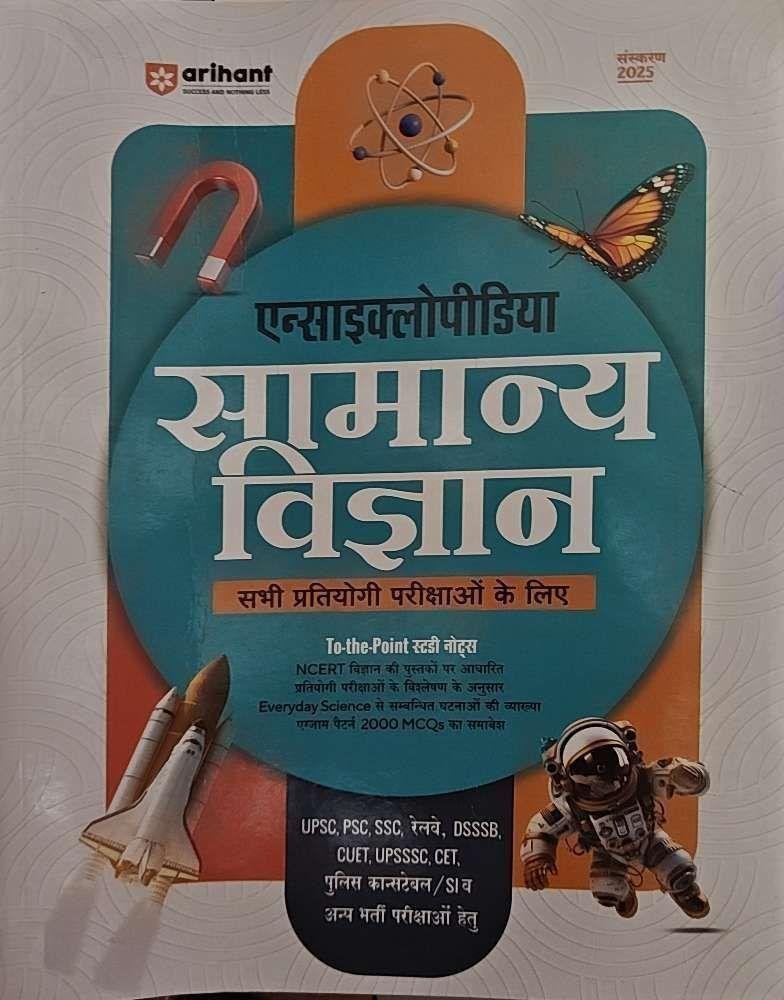 arihant
SUCCESS AND NOTHING LESS
संस्करण
2025
एन्साइक्लोपीडिया
सामान्य
विज्ञान
सभी प्रतियोगी परीक्षाओं के लिए
To-the-Point स्टडी नोट्स
NCERT विज्ञान की पुस्तकों पर आधारित
प्रतियोगी परीक्षाओं के विश्लेषण के अनुसार
Everyday Science से सम्बन्धित घटनाओं की व्याख्या
एग्जाम पैटर्न 2000 MCQs का समावेश
UPSC, PSC, SSC, रेलवे, DSSSB,
CUET, UPSSSC, CET,
पुलिस कान्सटेबल/SI व
अन्य भर्ती परीक्षाओं हेतु